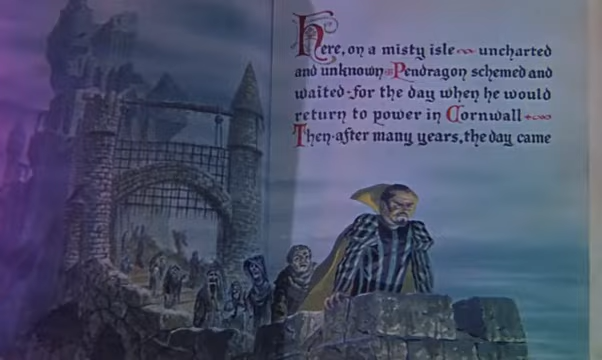 Here, on a misty isle uncharted
and unknown Pendragon schemed and
waited-for the day when he would
return to power in Cornwall
Then-after many years, the day came